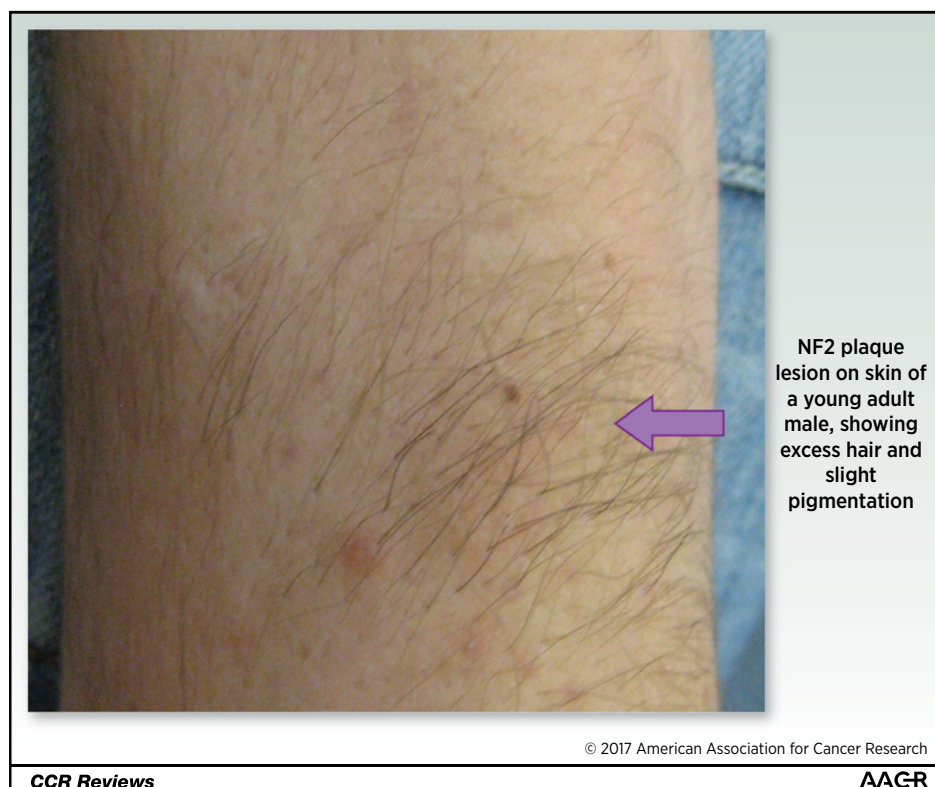 NF2 plaque
lesion on skin of
a young adult
male, showing
excess hair and
slight
pigmentation
© 2017 American Association for Cancer Research
CCR Reviews
AACR